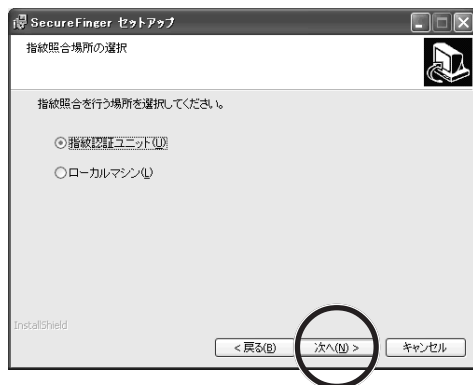 SecureFinger セットアップ
指紋照合場所の選択
指紋照合を行う場所を選択してください。
指紋認証ユニット(U)
ローカルマシン(L)
InstallShield
< 戻る(B) 次へ(N) > キャンセル